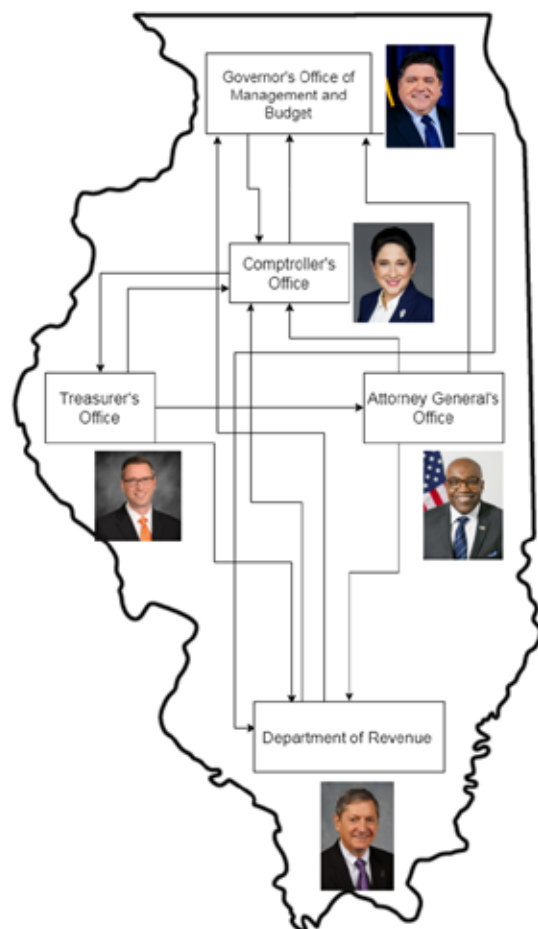 Governor's Office of
Management and
Budget
Comptroller's
Office
Treasurer's
Office
Attorney General's
Office
Department of Revenue